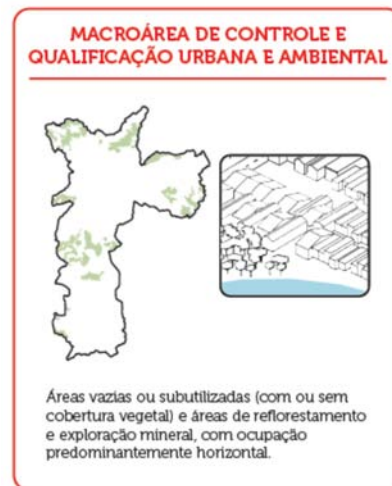 MACROÁREA DE CONTROLE E
QUALIFICAÇÃO URBANA E AMBIENTAL
Áreas vazias ou subutilizadas (com ou sem
cobertura vegetal) e áreas de reflorestamento
e exploração mineral, com ocupação
predominantemente horizontal.